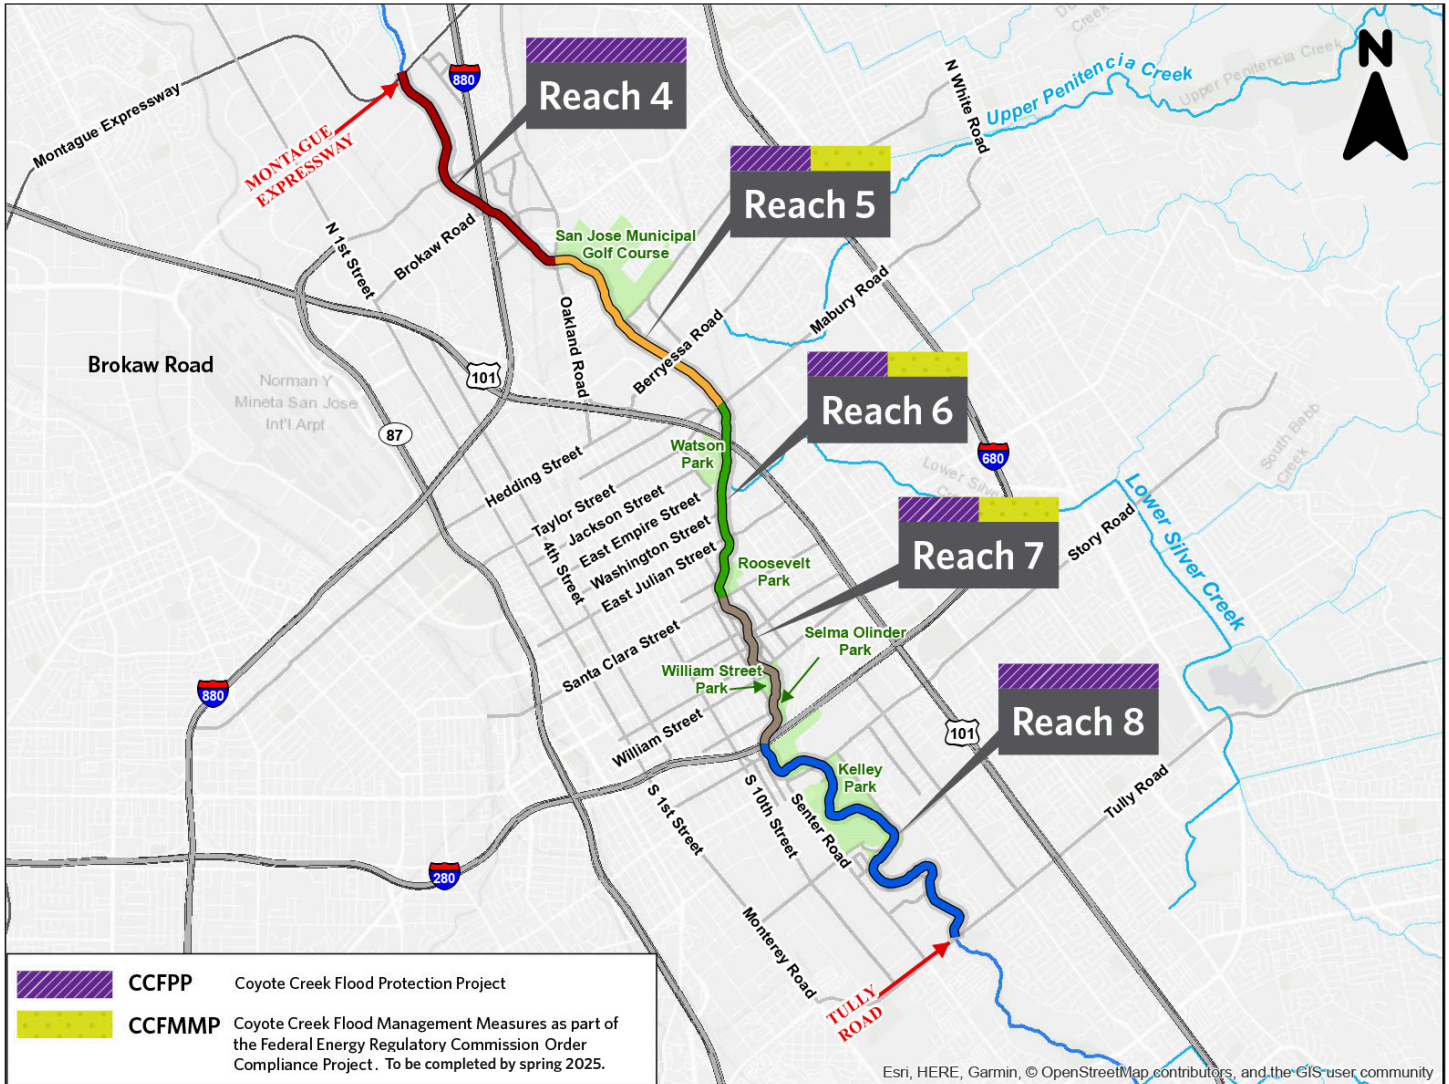 N
880
Reach 4
Montague Expressway
MONTAGUE
EXPRESSWAY
N White Road
Upper Penitencia Creek
Upper Penitencia Creek
Creek
Reach 5
N 1st Street
Brokaw Road
San Jose Municipal
Golf Course
Mabury Road
Oakland Road
Berryessa Road
Brokaw Road
101
Norman Y
Mineta San Jose
Int'l Arpt
87
Reach 6
Watson
Park
680
South Babb
Creek
Lower Silver Creek
Hedding Street
Taylor Street
Jackson Street
East Empire Street
Washington Street
East Julian Street
4th Street
Reach 7
Story Road
Roosevelt
Park
Selma Olinder
Park
Santa Clara Street
William Street
Park
880
William Street
Reach 8
101
Kelley
Park
Tully Road
S 1st Street
S 10th Street
Senter Road
280
Monterey Road
TULLY
ROAD
CCFPP Coyote Creek Flood Protection Project
CCFMMP Coyote Creek Flood Management Measures as part of
the Federal Energy Regulatory Commission Order
Compliance Project. To be completed by spring 2025.
Esri, HERE, Garmin, © OpenStreetMap contributors, and the GIS user community